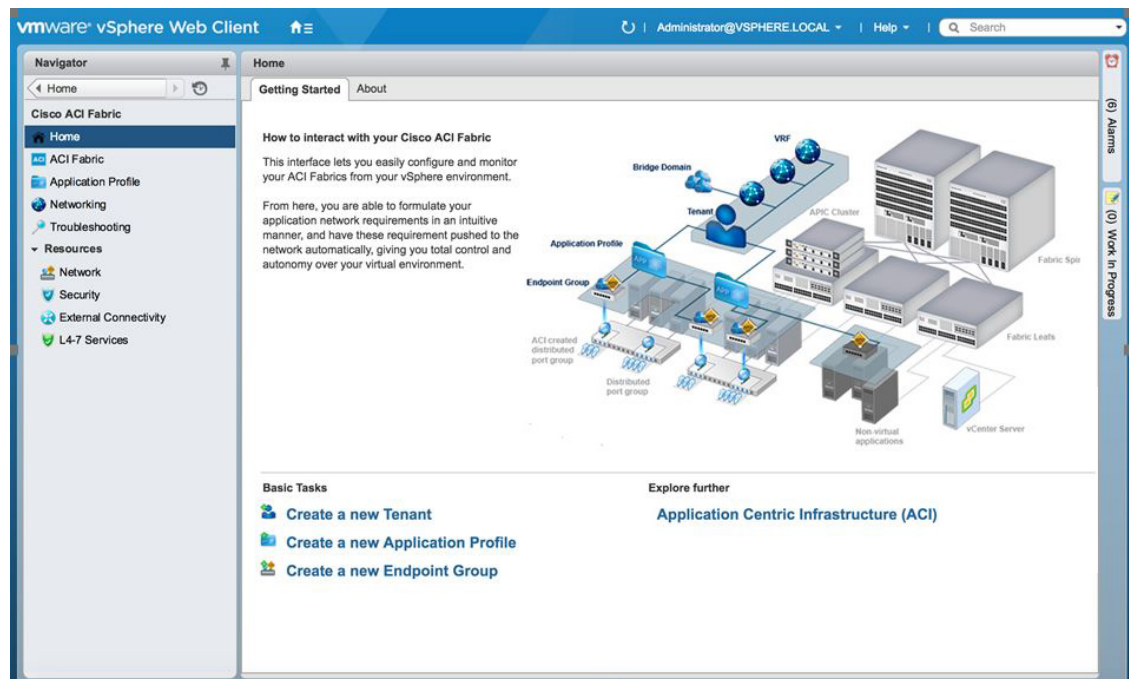 vmware® vSphere Web Client
Administrator@VSPHERE.LOCAL
Help
Search
Navigator
Home
Cisco ACI Fabric
Home
ACI Fabric
Application Profile
Networking
Troubleshooting
Resources
Network
Security
External Connectivity
L4-7 Services
Home
Getting Started
About
How to interact with your Cisco ACI Fabric
This interface lets you easily configure and monitor
your ACI Fabrics from your vSphere environment.
From here, you are able to formulate your
application network requirements in an intuitive
manner, and have these requirement pushed to the
network automatically, giving you total control and
autonomy over your virtual environment.
VRF
Bridge Domain
Tenant
APIC Cluster
Application Profile
Fabric Spin
Endpoint Group
APP
APP
Fabric Leafs
ACI created
distributed
port group
Distributed
port group
Non-virtual
applications
vCenter Server
Basic Tasks
Create a new Tenant
Create a new Application Profile
Create a new Endpoint Group
Explore further
Application Centric Infrastructure (ACI)
(6) Alarms
(0) Work In Progress